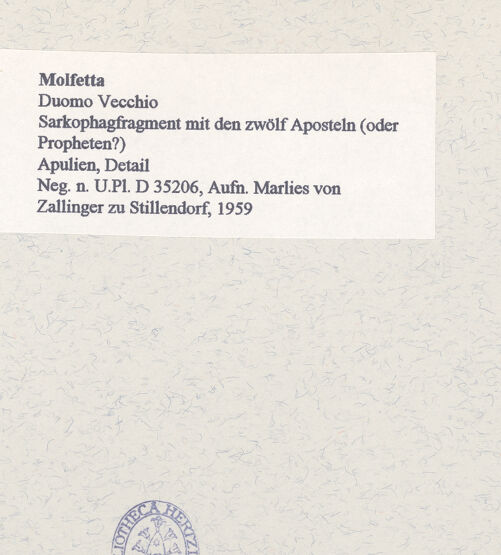 Molfetta
Duomo Vecchio
Sarkophagfragment mit den zwölf Aposteln (oder
Propheten?)
Apulien, Detail
Neg. n. U.Pl. D 35206, Aufn. Marlies von
Zallinger zu Stillendorf, 1959